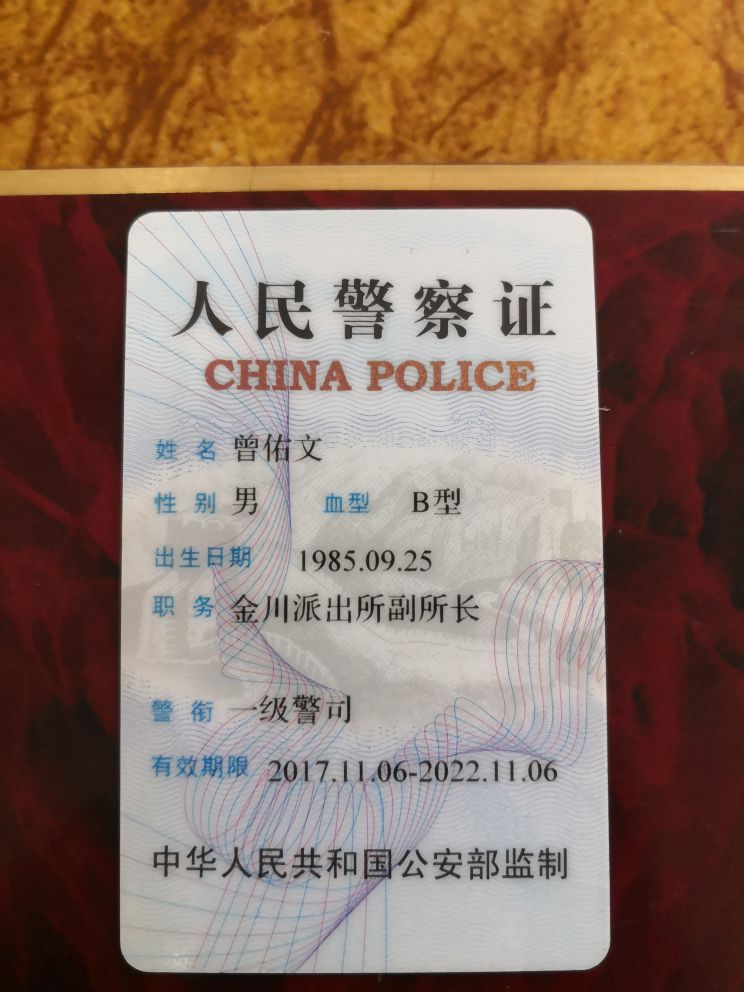 人民警察证
CHINA POLICE
姓名 曾佑文
性别 男 血型 B型
出生日期 1985.09.25
职务 金川派出所副所长
警衔 一级警司
有效期限 2017.11.06-2022.11.06
中华人民共和国公安部监制